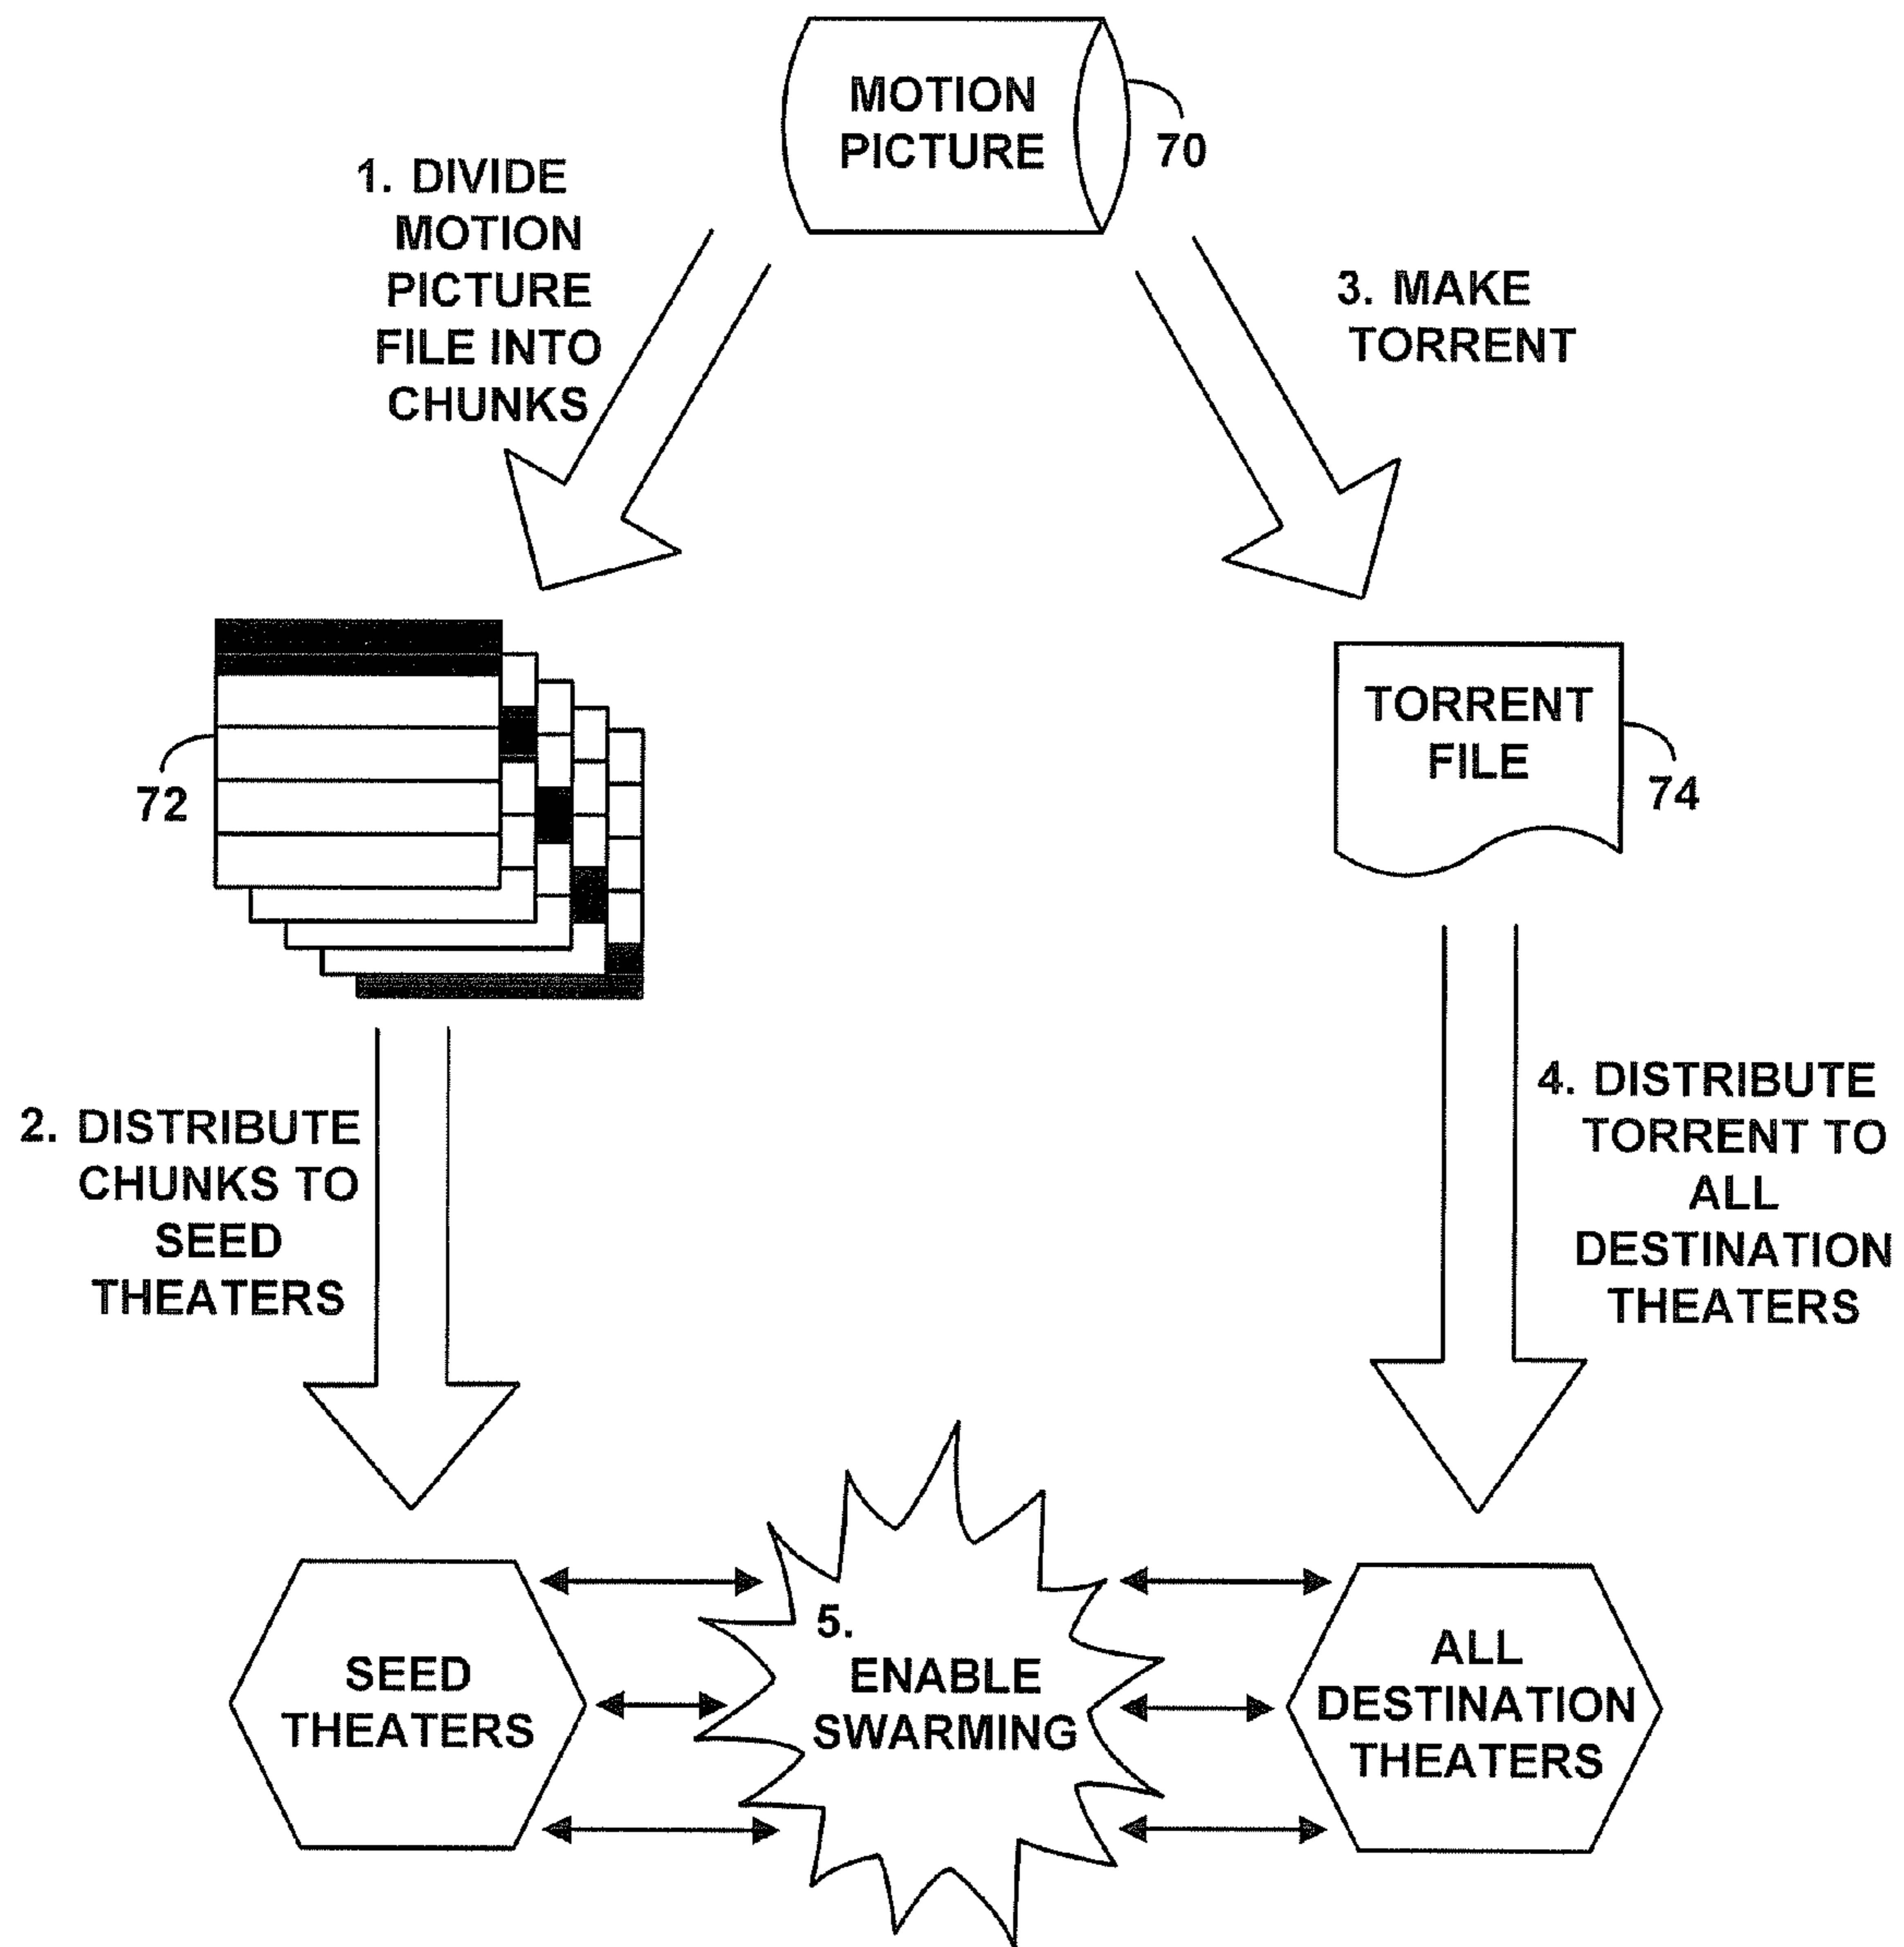 MOTION
PICTURE
70
1. DIVIDE
MOTION
PICTURE
FILE INTO
CHUNKS
3. MAKE
TORRENT
72
TORRENT
FILE
74
2. DISTRIBUTE
CHUNKS TO
SEED
THEATERS
4. DISTRIBUTE
TORRENT TO
ALL
DESTINATION
THEATERS
SEED
THEATERS
5.
ENABLE
SWARMING
ALL
DESTINATION
THEATERS